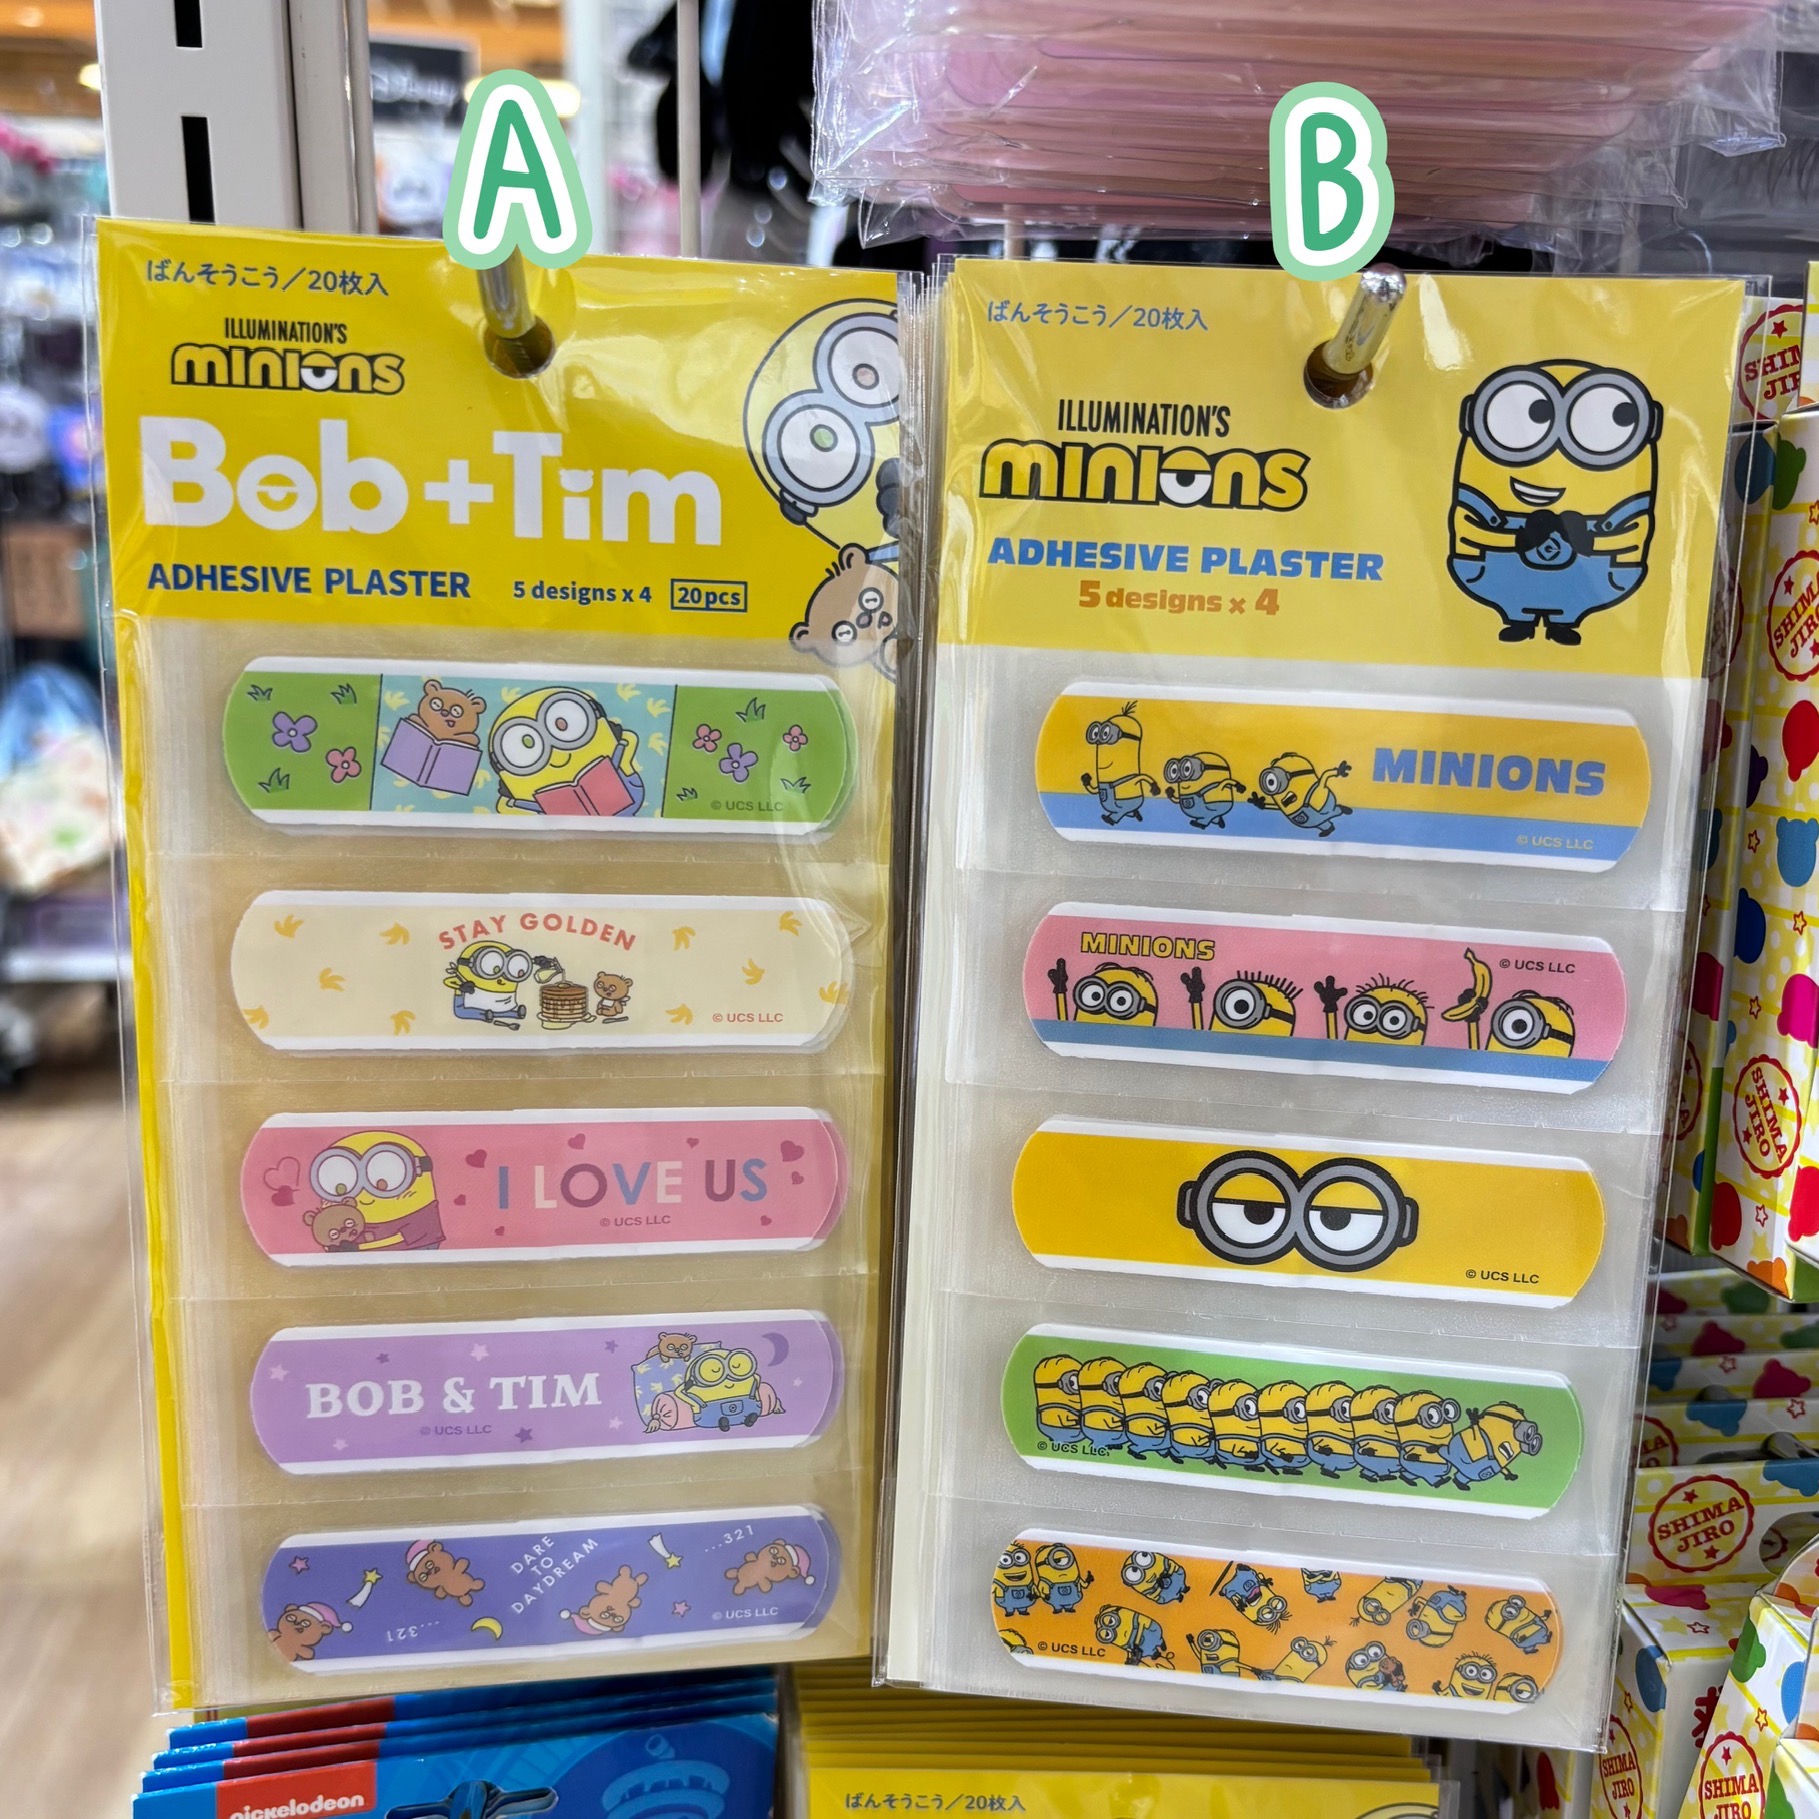 A
B
ばんそうこう／20枚入
ILLUMINATION'S
minions
Bob+Tim
ADHESIVE PLASTER 5 designs x 4 20pcs
© UCS LLC
STAY GOLDEN
© UCS LLC
I LOVE US
© UCS LLC
BOB & TIM
© UCS LLC
DARE
TO
DAYDREAM
...321
...321
© UCS LLC
ばんそうこう／20枚入
ILLUMINATION'S
minions
ADHESIVE PLASTER
5 designs x 4
MINIONS
© UCS LLC
MINIONS
© UCS LLC
© UCS LLC
© UCS LLC
© UCS LLC
nickelodeon
ばんそうこう／20枚入
SHIMA
JIRO
SHIMA
JIRO
SHIMA
JIRO
SHIMA
JIRO
SHIMA
JIRO